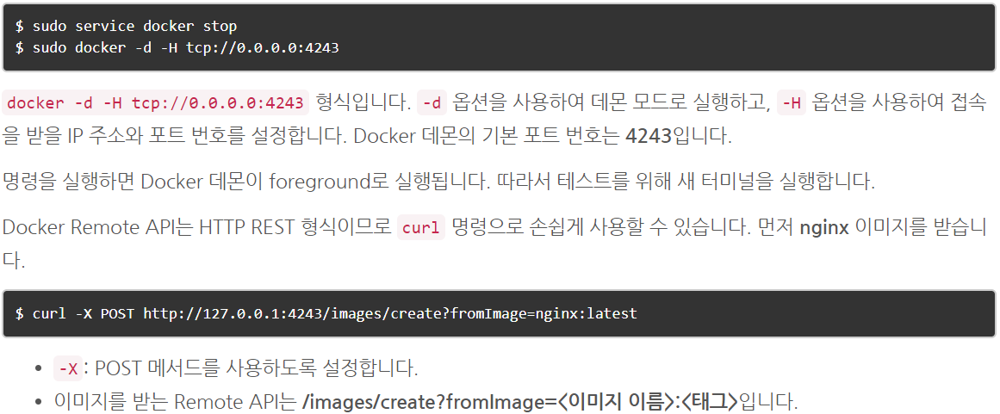 $ sudo service docker stop
$ sudo docker -d -H tcp://0.0.0.0:4243
docker -d -H tcp://0.0.0.0:4243 형식입니다. -d 옵션을 사용하여 데몬 모드로 실행하고, -H 옵션을 사용하여 접속
을 받을 IP 주소와 포트 번호를 설정합니다. Docker 데몬의 기본 포트 번호는 4243입니다.
명령을 실행하면 Docker 데몬이 foreground로 실행됩니다. 따라서 테스트를 위해 새 터미널을 실행합니다.
Docker Remote API는 HTTP REST 형식이므로 curl 명령으로 손쉽게 사용할 수 있습니다. 먼저 nginx 이미지를 받습니
다.
$ curl -X POST http://127.0.0.1:4243/images/create?fromImage=nginx:latest
• -X: POST 메서드를 사용하도록 설정합니다.
• 이미지를 받는 Remote API는 /images/create?fromImage=<이미지 이름>:<태그>입니다.